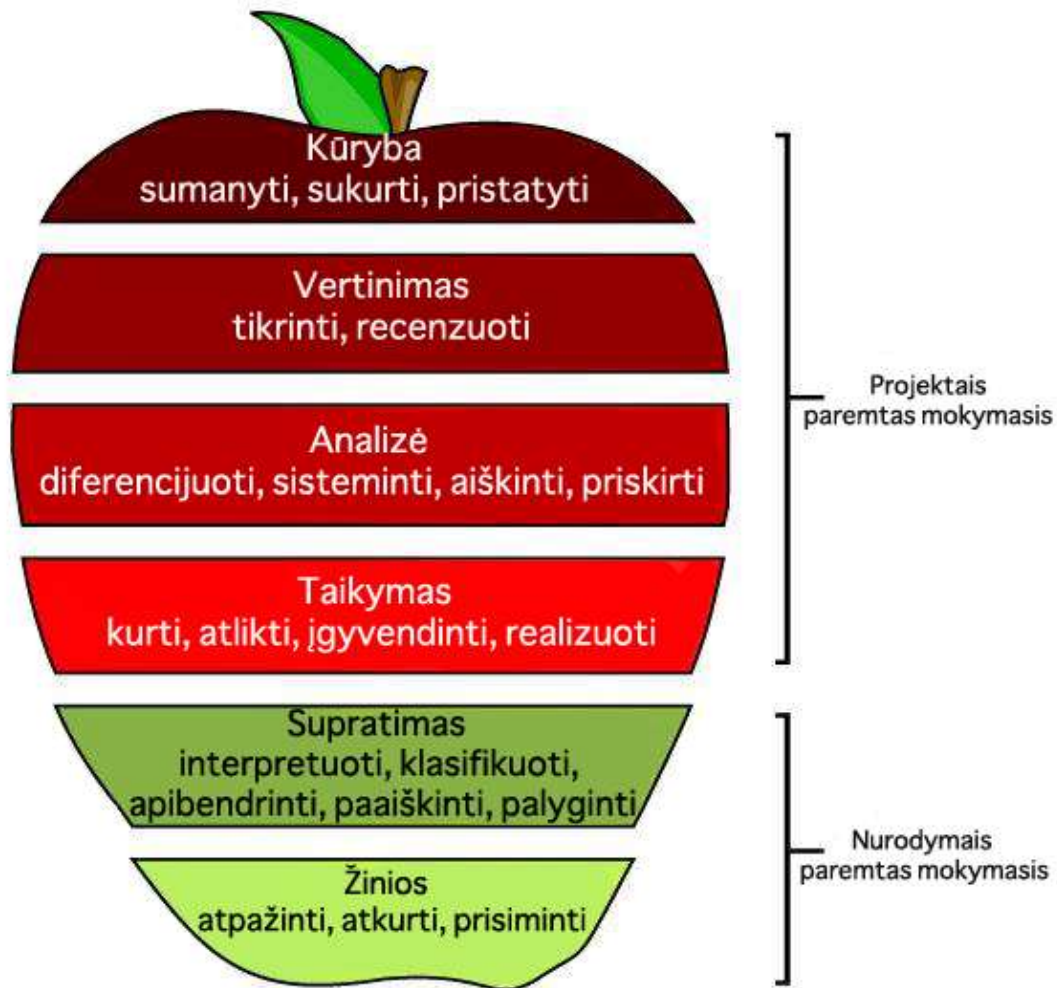 Kūryba
sumanyti, sukurti, pristatyti
Vertinimas
tikrinti, recenzuoti
Analizė
diferencijuoti, sisteminti, aiškinti, priskirti
Taikymas
kurti, atlikti, įgyvendinti, realizuoti
Projektais
paremtas mokymasis
Supratimas
interpretuoti, klasifikuoti,
apibendrinti, paaiškinti, palyginti
Žinios
atpažinti, atkurti, prisiminti
Nurodymais
paremtas mokymasis